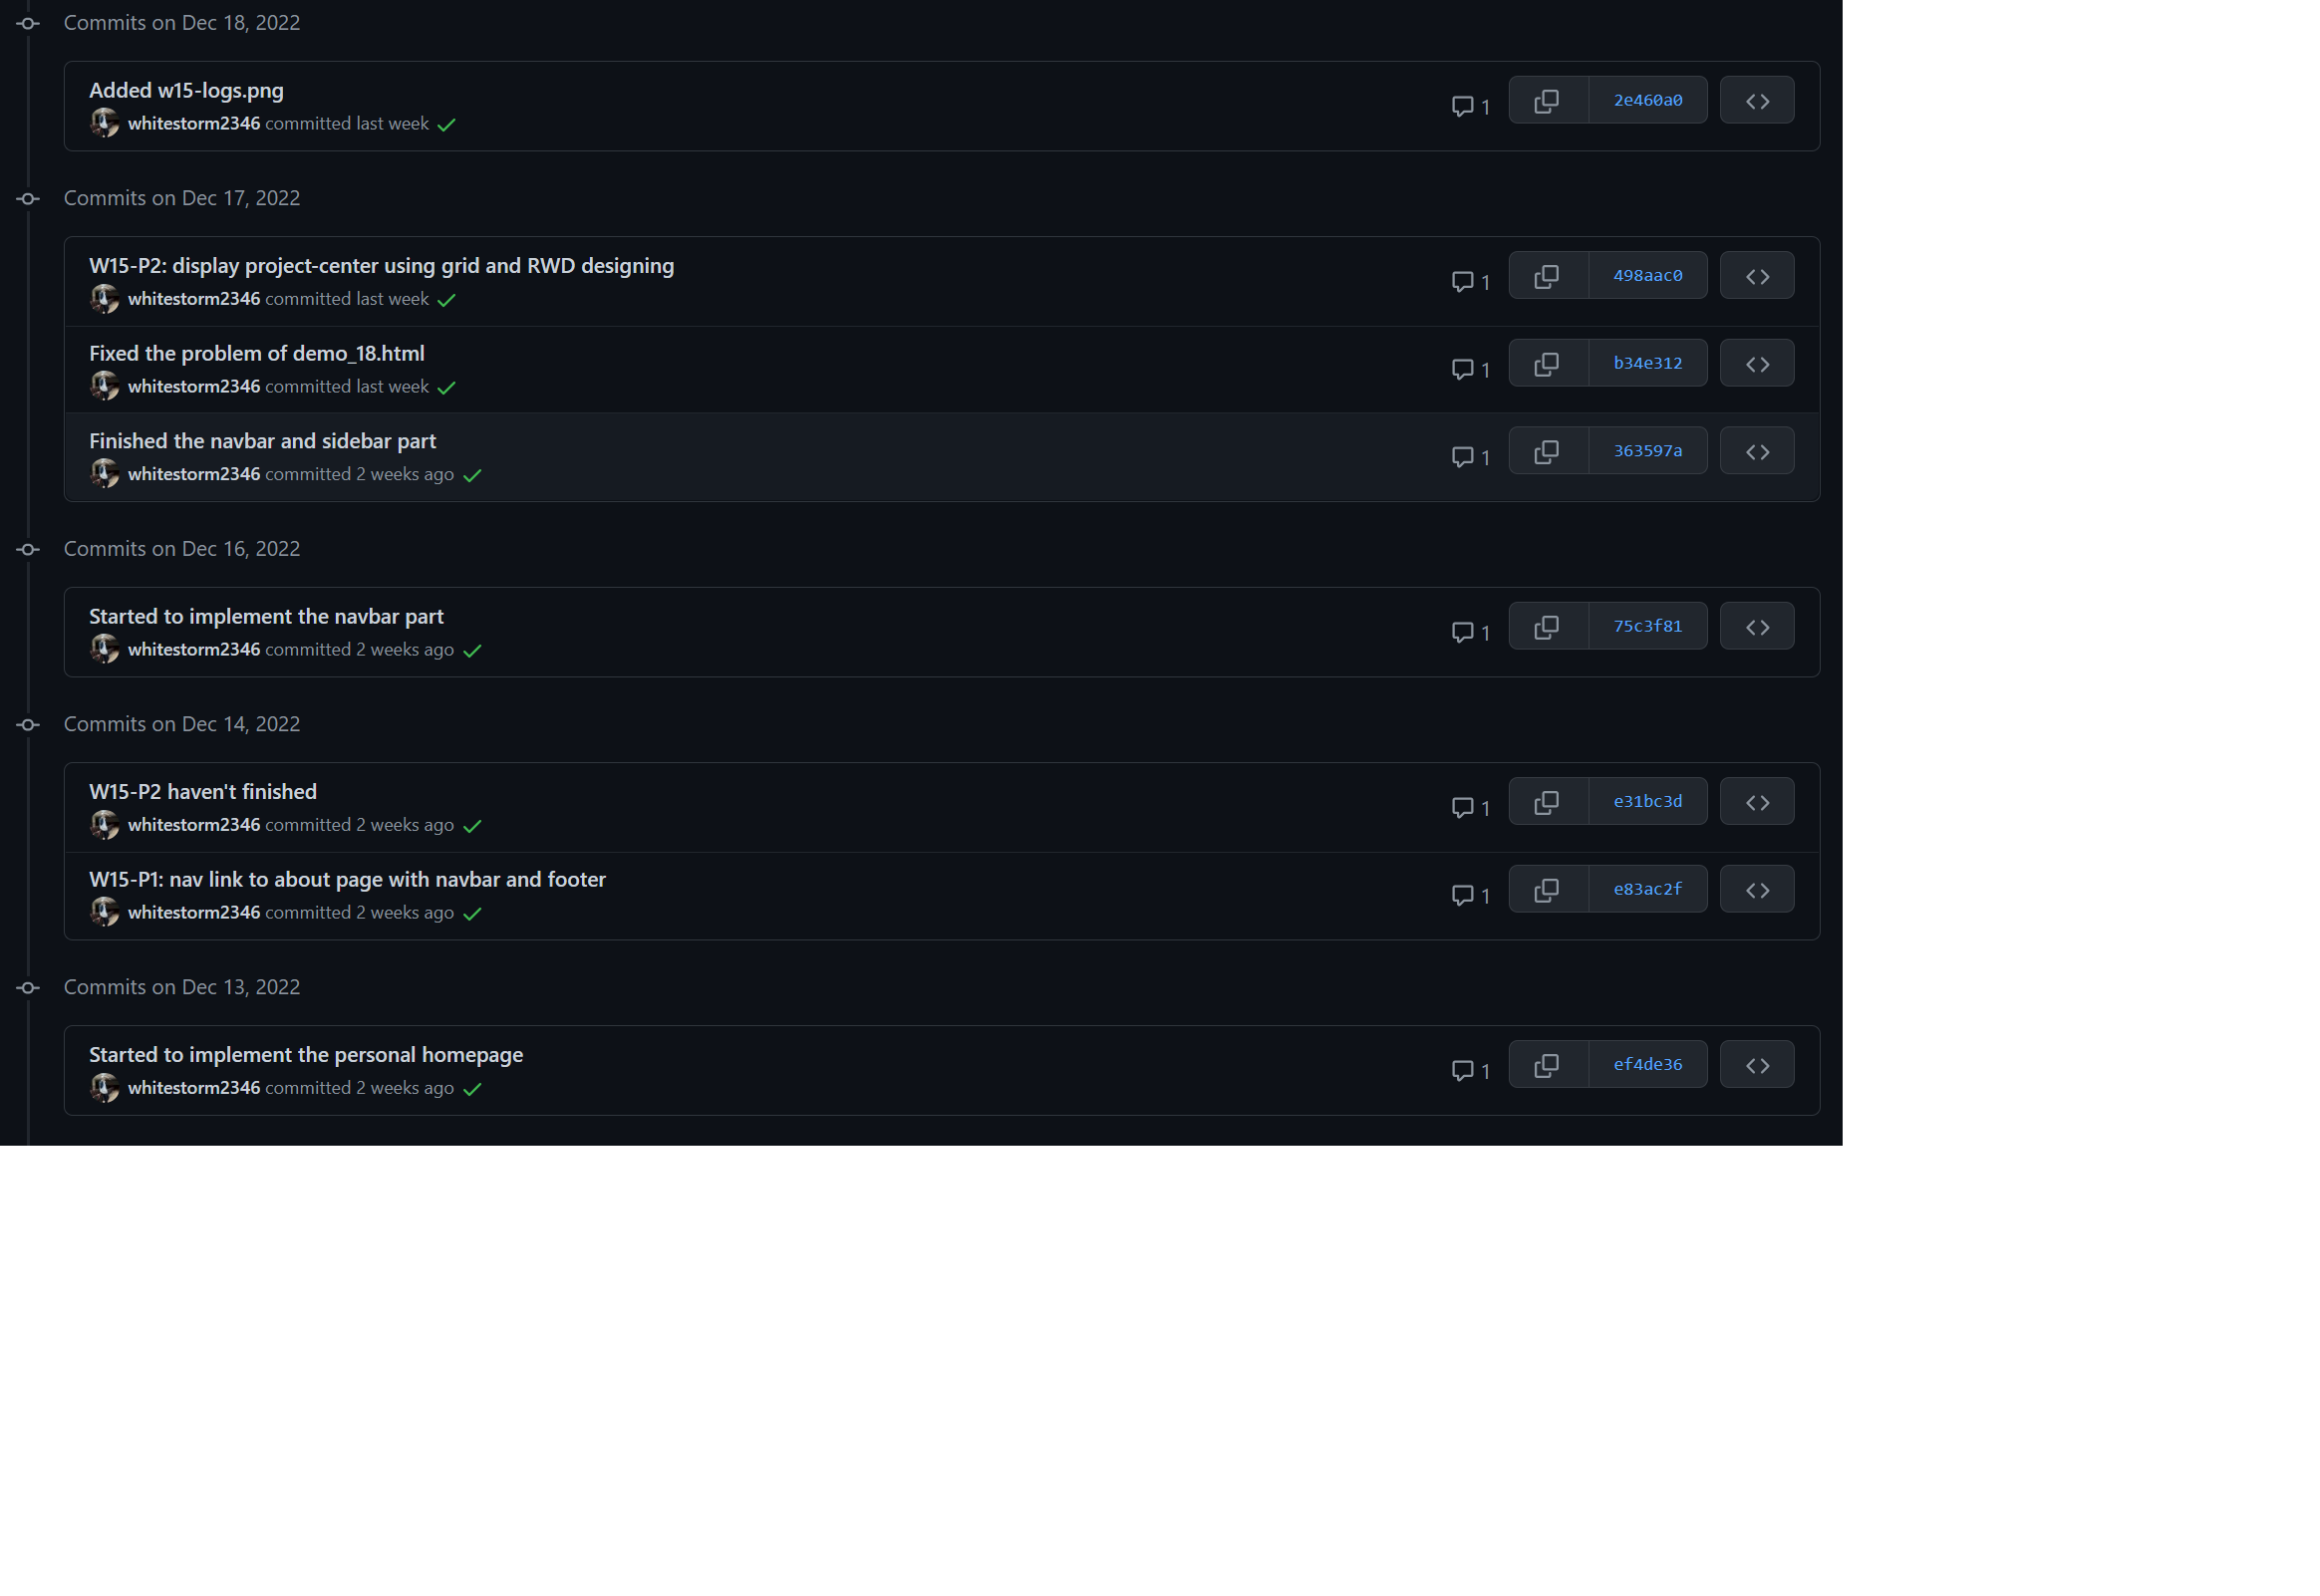 Commits on Dec 18, 2022
Added w15-logs.png
1
2e460a0
whitestorm2346 committed last week
Commits on Dec 17, 2022
W15-P2: display project-center using grid and RWD designing
1
498aac0
whitestorm2346 committed last week
Fixed the problem of demo_18.html
1
b34e312
whitestorm2346 committed last week
Finished the navbar and sidebar part
1
363597a
whitestorm2346 committed 2 weeks ago
Commits on Dec 16, 2022
Started to implement the navbar part
1
75c3f81
whitestorm2346 committed 2 weeks ago
Commits on Dec 14, 2022
W15-P2 haven't finished
1
e31bc3d
whitestorm2346 committed 2 weeks ago
W15-P1: nav link to about page with navbar and footer
1
e83ac2f
whitestorm2346 committed 2 weeks ago
Commits on Dec 13, 2022
Started to implement the personal homepage
1
ef4de36
whitestorm2346 committed 2 weeks ago